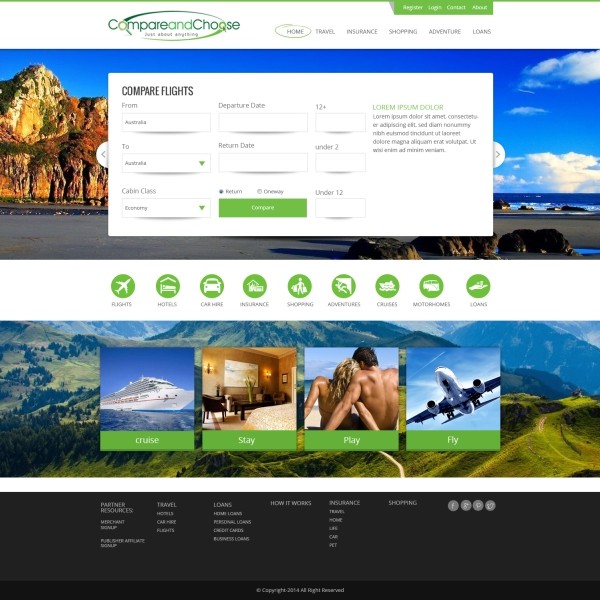 Register Login Contact About
CompareandChoose
Just about anything
HOME TRAVEL INSURANCE SHOPPING ADVENTURE LOANS
COMPARE FLIGHTS
From Departure Date 12+
Australia
LOREM IPSUM DOLOR
Lorem ipsum dolor sit amet, consectetu-
er adipiscing elit, sed diam nonummy
nibh euismod tincidunt ut laoreet
dolore magna aliquam erat volutpat. Ut
wisi enim ad minim veniam.
To Return Date under 2
Australia
Cabin Class Return Oneway Under 12
Economy Compare
FLIGHTS HOTELS CAR HIRE INSURANCE SHOPPING ADVENTURES CRUISES MOTORHOMES LOANS
cruise Stay Play Fly
PARTNER
RESOURCES:
MERCHANT
SIGNUP
PUBLISHER AFFILIATE
SIGNUP
TRAVEL
HOTELS
CAR HIRE
FLIGHTS
LOANS
HOME LOANS
PERSONAL LOANS
CREDIT CARDS
BUSINESS LOANS
HOW IT WORKS
INSURANCE
TRAVEL
HOME
LIFE
CAR
PET
SHOPPING
© Copyright-2014 All Right Reserved